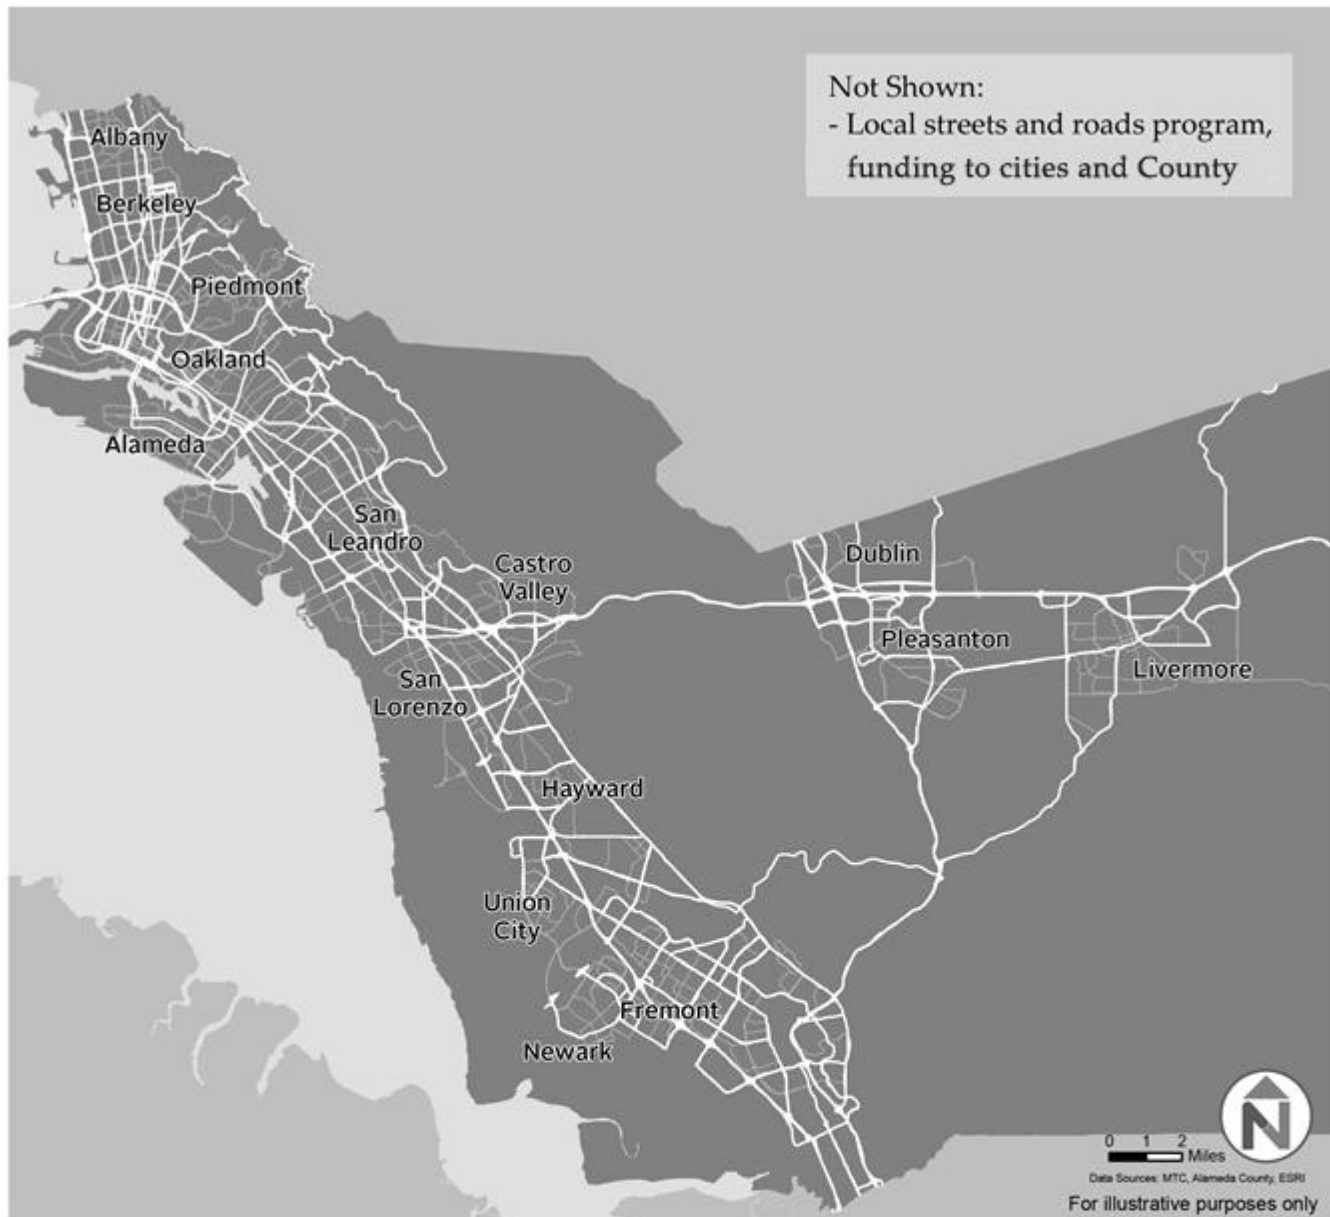 Not Shown:
- Local streets and roads program,
funding to cities and County
Albany
Berkeley
Piedmont
Oakland
Alameda
San
Leandro
Castro
Valley
Dublin
Pleasanton
Livermore
San
Lorenzo
Hayward
Union
City
Fremont
Newark
N
0 1 2
Miles
Data Sources: MTC, Alameda County, ESRI
For illustrative purposes only